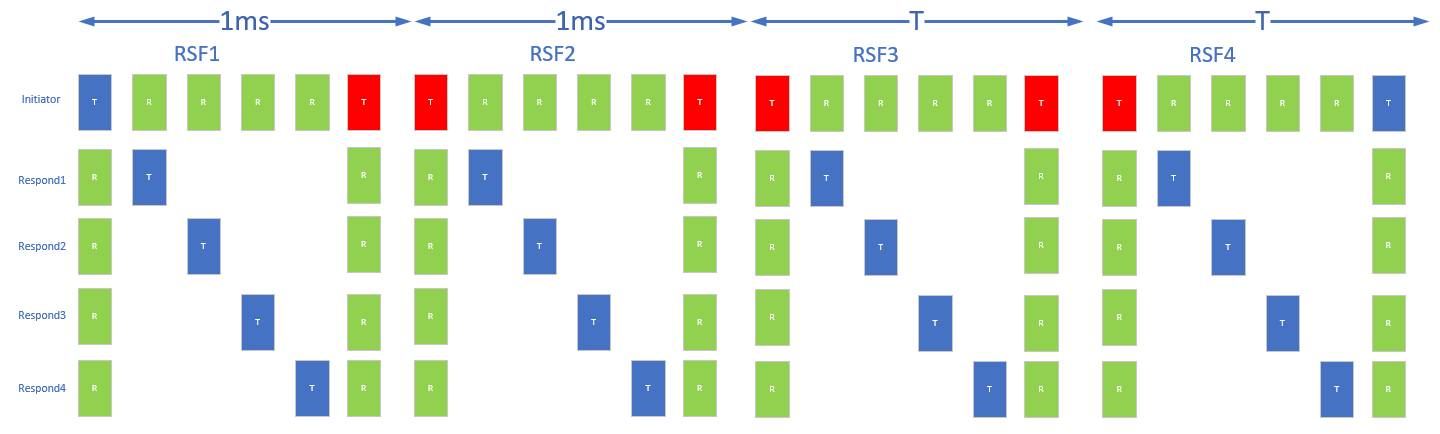 1ms 1ms T T
RSF1 RSF2 RSF3 RSF4
Initiator T R R R R T T R R R R T T R R R R T T R R R R T
Respond1 R T R R T R R T R R T R
Respond2 R T R R T R R T R R T R
Respond3 R T R R T R R T R R T R
Respond4 R T R R T R R T R R T R